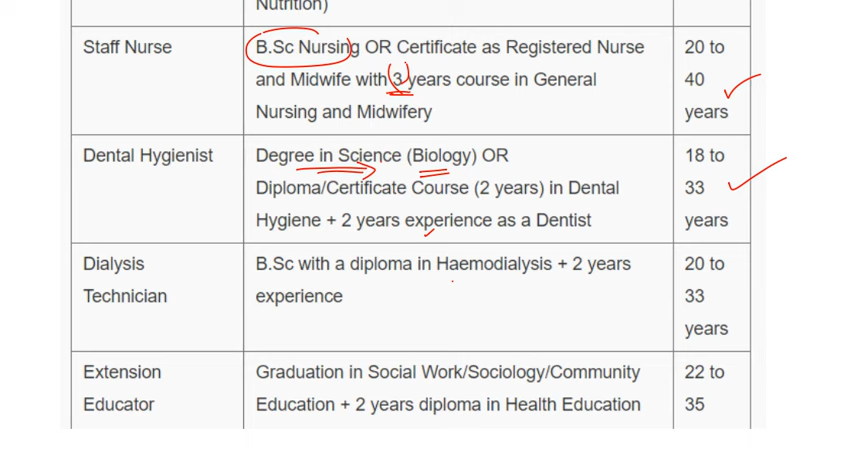 Nutrition)
Staff Nurse
B.Sc Nursing OR Certificate as Registered Nurse
and Midwife with 3 years course in General
Nursing and Midwifery
20 to
40
years
Dental Hygienist
Degree in Science (Biology) OR
Diploma/Certificate Course (2 years) in Dental
Hygiene + 2 years experience as a Dentist
18 to
33
years
Dialysis
Technician
B.Sc with a diploma in Haemodialysis + 2 years
experience
20 to
33
years
Extension
Educator
Graduation in Social Work/Sociology/Community
Education + 2 years diploma in Health Education
22 to
35